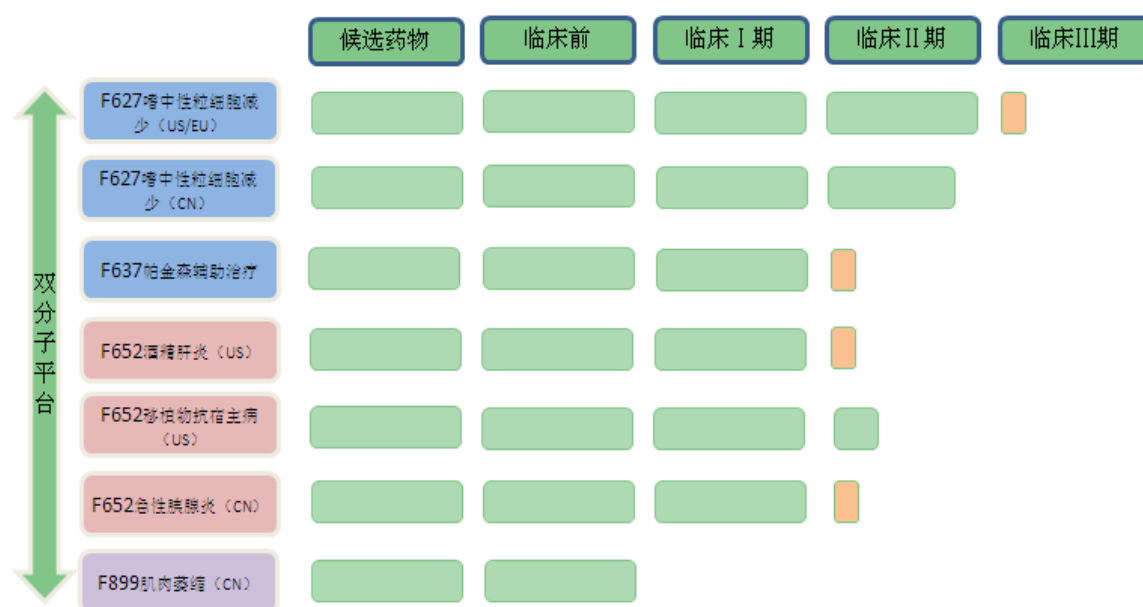 候选药物
临床前
临床Ⅰ期
临床Ⅱ期
临床III期
双分子平台
F627嗜中性粒细胞减
少（US/EU）
F627嗜中性粒细胞减
少（CN）
F637帕金森辅助治疗
F652酒精肝炎（US）
F652移植物抗宿主病
（US）
F652急性胰腺炎（CN）
F899肌肉萎缩（CN）